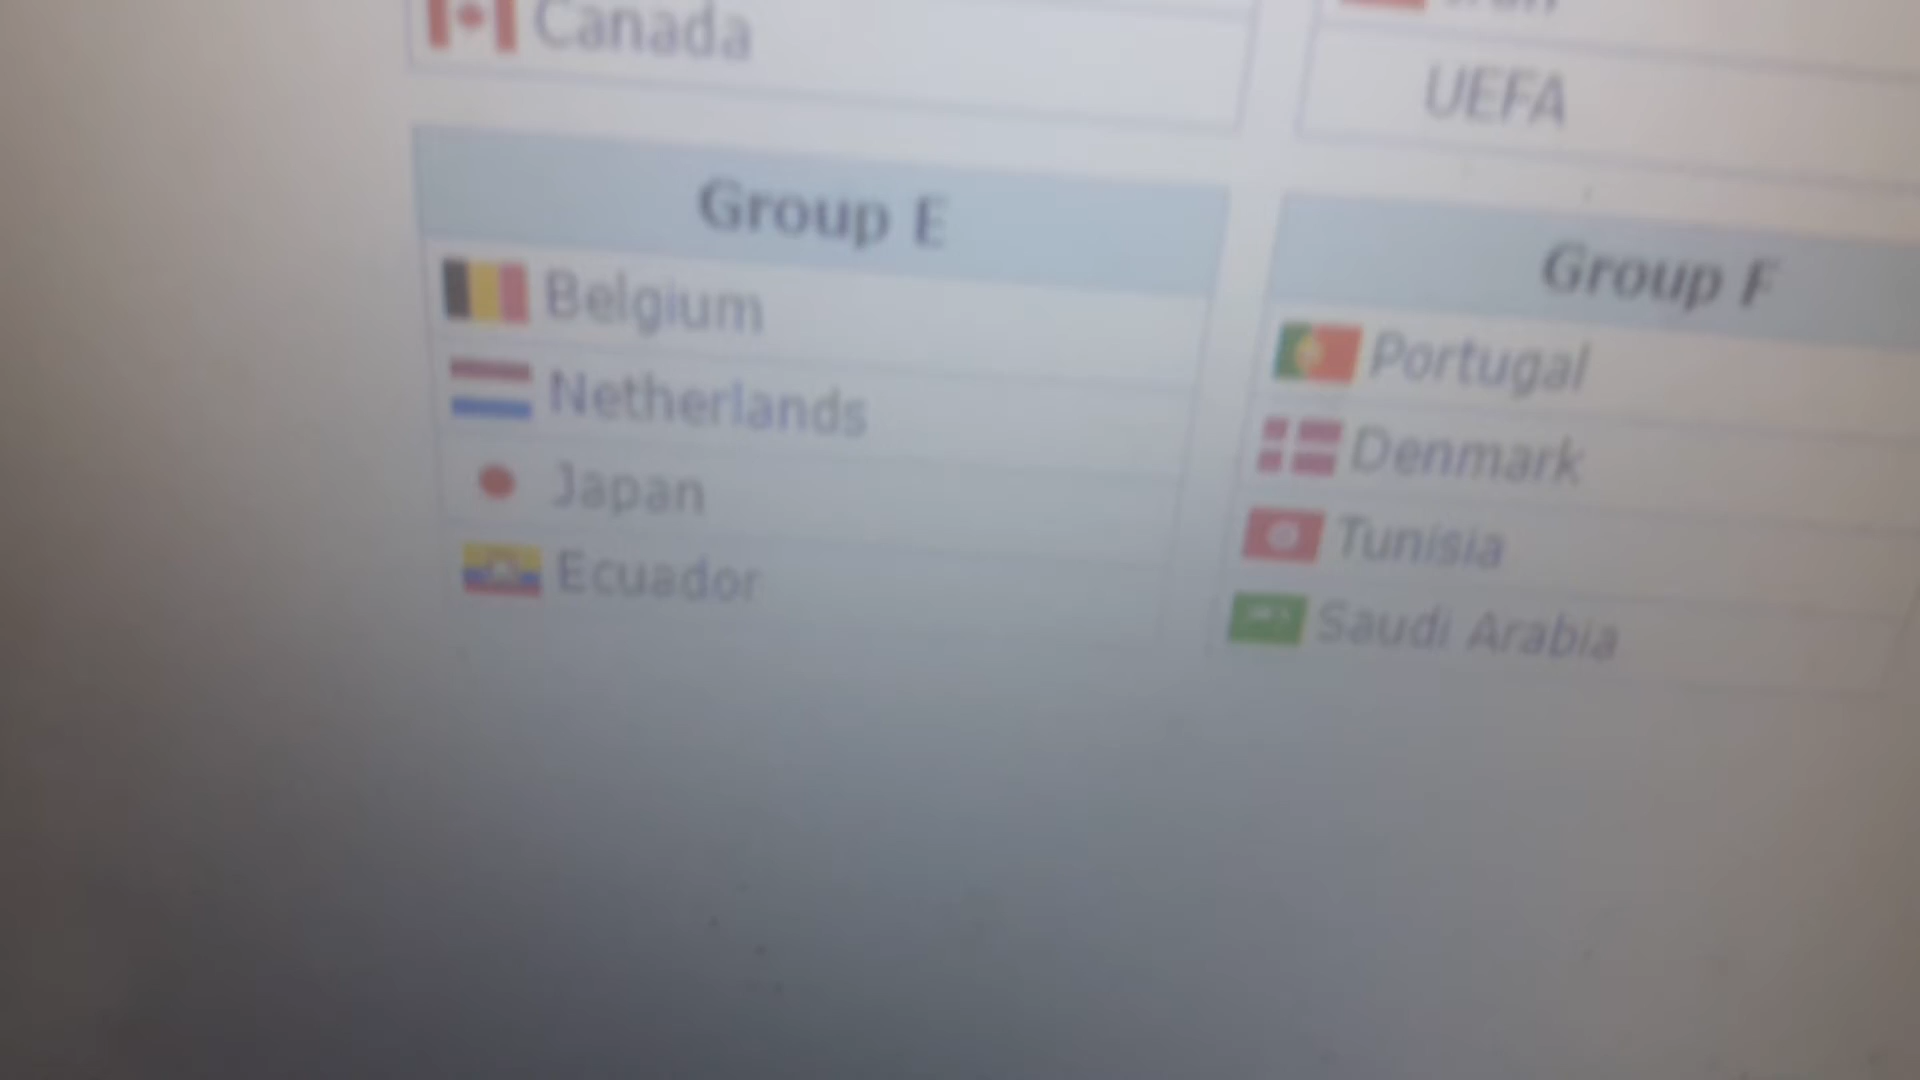 Canada
UEFA
Group E
Belgium
Netherlands
Japan
Ecuador
Group F
Portugal
Denmark
Tunisia
Saudi Arabia